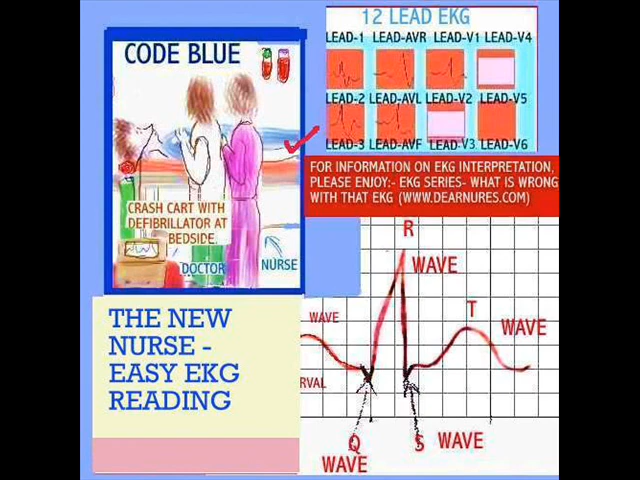 CODE BLUE
CRASH CART WITH
DEFIBRILLATOR AT
BEDSIDE.
DOCTOR
NURSE
12 LEAD EKG
LEAD-1 LEAD-AVR LEAD-V1 LEAD-V4
LEAD-2 LEAD-AVL LEAD-V2 LEAD-V5
LEAD-3 LEAD-AVF LEAD-V3 LEAD-V6
FOR INFORMATION ON EKG INTERPRETATION,
PLEASE ENJOY:- EKG SERIES- WHAT IS WRONG
WITH THAT EKG (WWW.DEARNURES.COM)
THE NEW
NURSE -
EASY EKG
READING
R
WAVE
T
WAVE
WAVE
RVAL
Q
WAVE
S WAVE